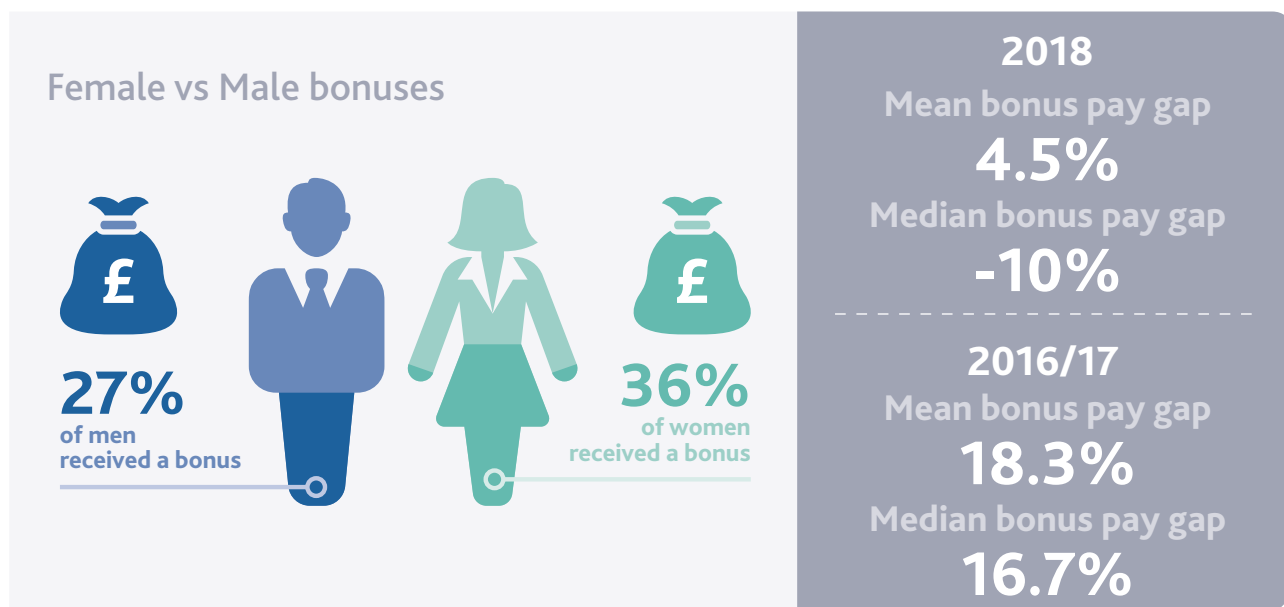 Female vs Male bonuses
£
27%
of men
received a bonus
£
36%
of women
received a bonus
2018
Mean bonus pay gap
4.5%
Median bonus pay gap
-10%
2016/17
Mean bonus pay gap
18.3%
Median bonus pay gap
16.7%